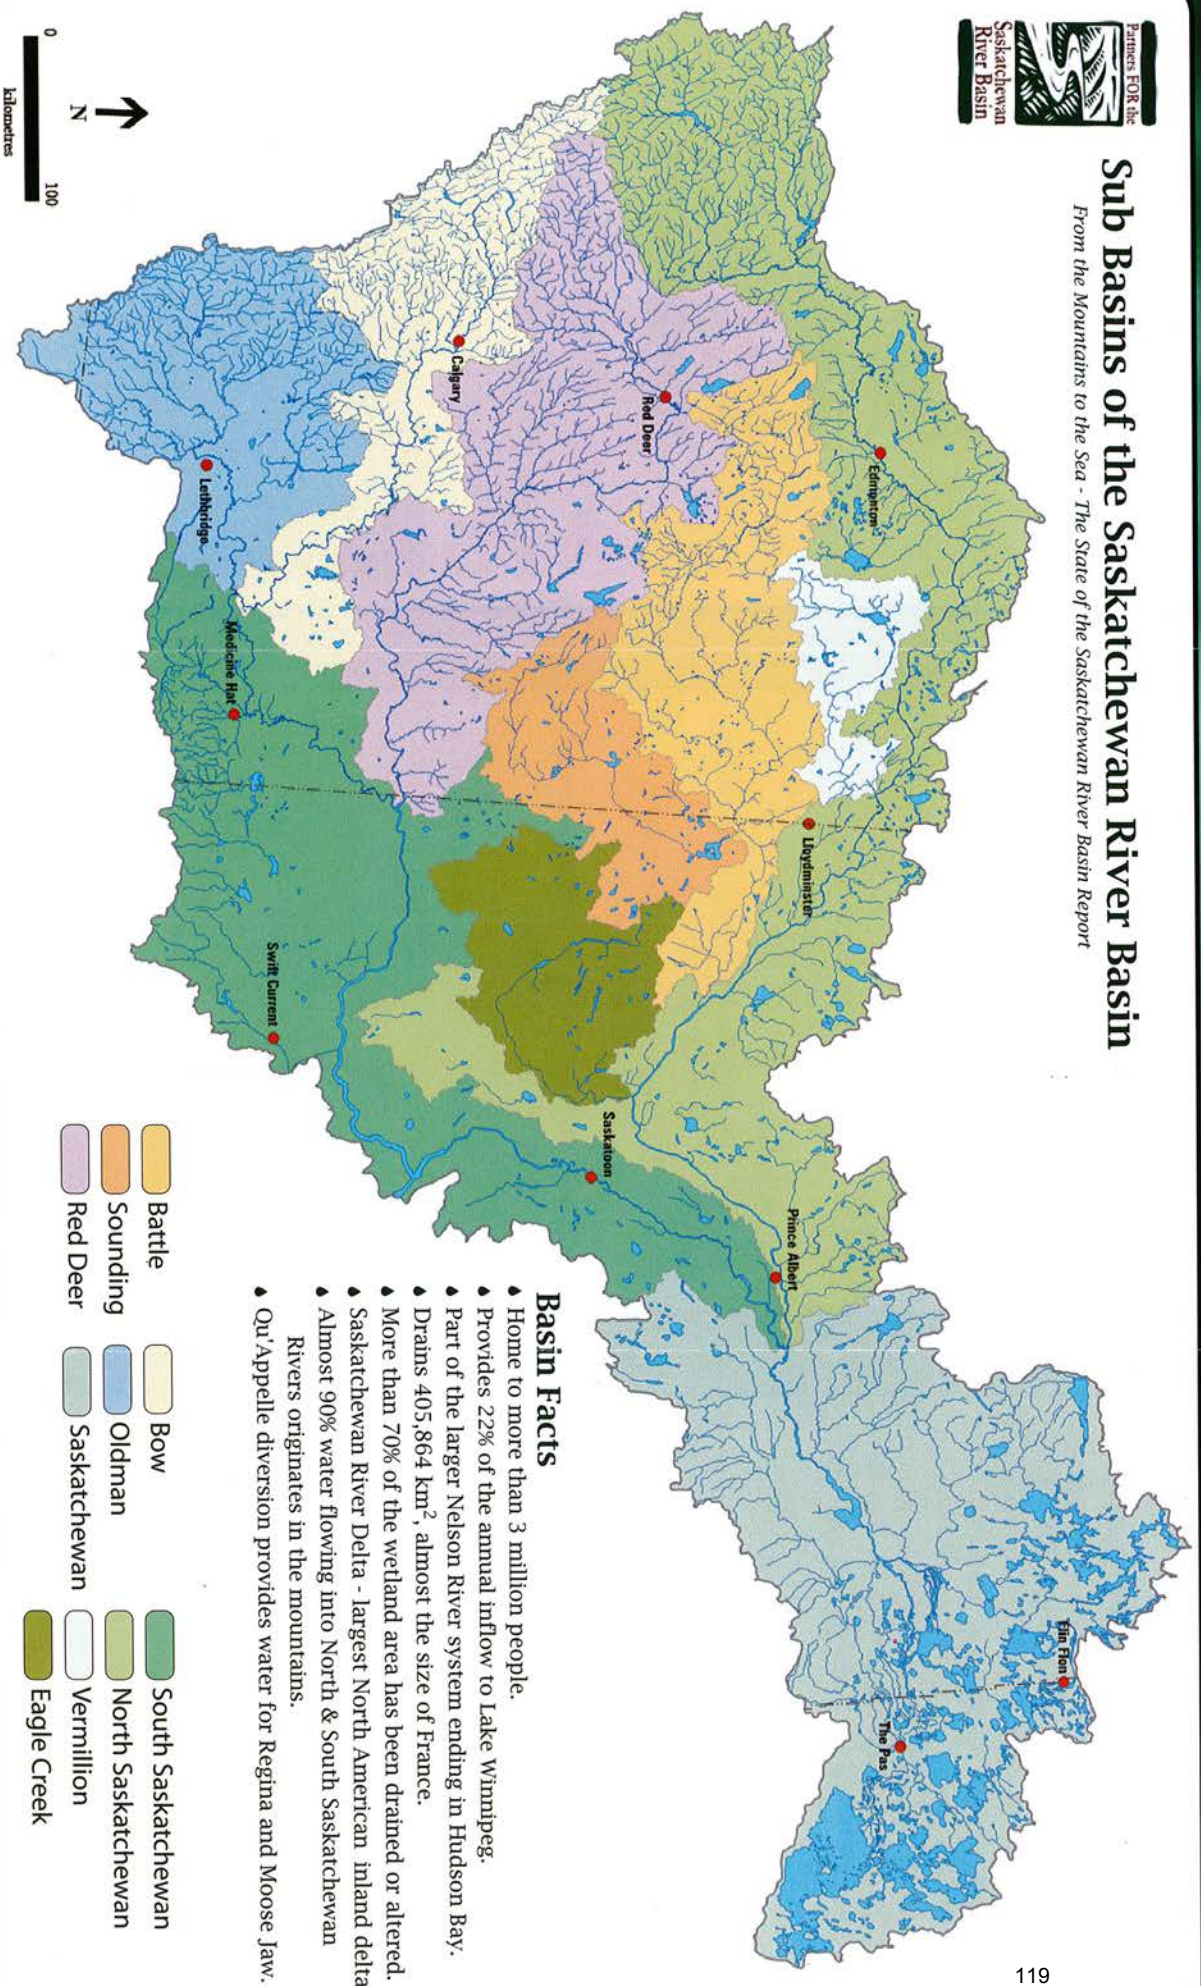 Partners FOR the
Saskatchewan
River Basin
Sub Basins of the Saskatchewan River Basin
From the Mountains to the Sea - The State of the Saskatchewan River Basin Report
Edmonton
Lloydminster
Prince Albert
Flin Flon
The Pas
Red Deer
Saskatoon
Calgary
Lethbridge
Medicine Hat
Swift Current
Basin Facts
Home to more than 3 million people.
Provides 22% of the annual inflow to Lake Winnipeg.
Part of the larger Nelson River system ending in Hudson Bay.
Drains 405,864 km², almost the size of France.
More than 70% of the wetland area has been drained or altered.
Saskatchewan River Delta - largest North American inland delta
Almost 90% water flowing into North & South Saskatchewan
Rivers originates in the mountains.
Qu'Appelle diversion provides water for Regina and Moose Jaw.
N
0 100
kilometres
Battle
Sounding
Red Deer
Bow
Oldman
Saskatchewan
South Saskatchewan
North Saskatchewan
Vermillion
Eagle Creek
119